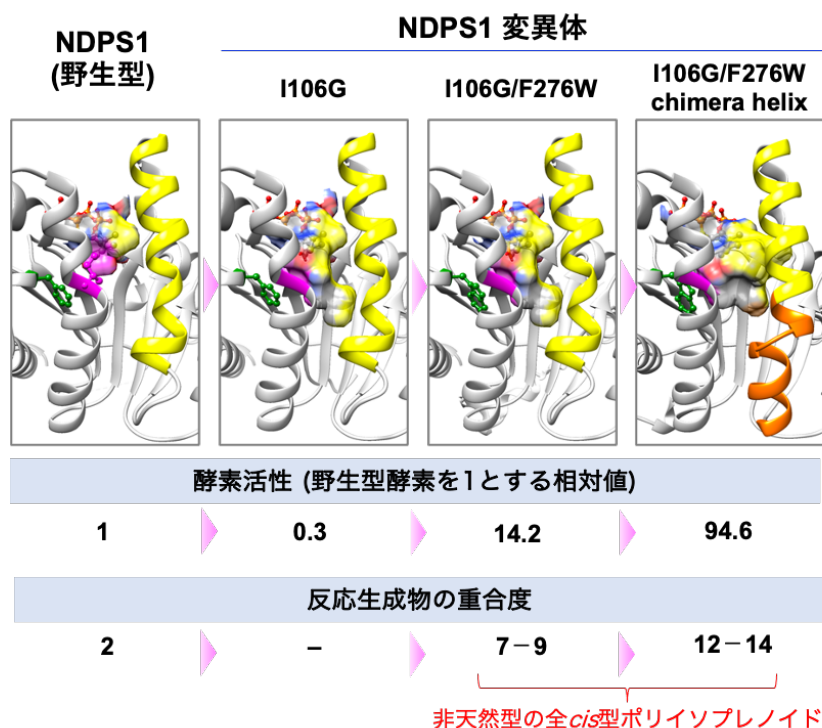 NDPS1
(野生型)
NDPS1 変異体
I106G
I106G/F276W
I106G/F276W
chimera helix
酵素活性 (野生型酵素を1とする相対値)
1
0.3
14.2
94.6
反応生成物の重合度
2
–
7–9
12–14
非天然型の全cis型ポリイソプレノイド